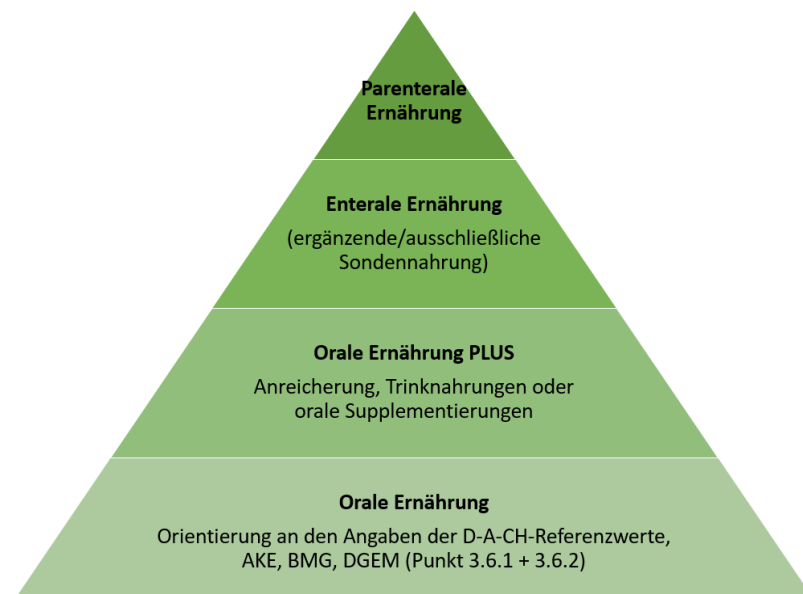 Parenterale
Ernährung
Enterale Ernährung
(ergänzende/ausschließliche
Sondennahrung)
Orale Ernährung PLUS
Anreicherung, Trinknahrungen oder
orale Supplementierungen
Orale Ernährung
Orientierung an den Angaben der D-A-CH-Referenzwerte,
AKE, BMG, DGEM (Punkt 3.6.1 + 3.6.2)